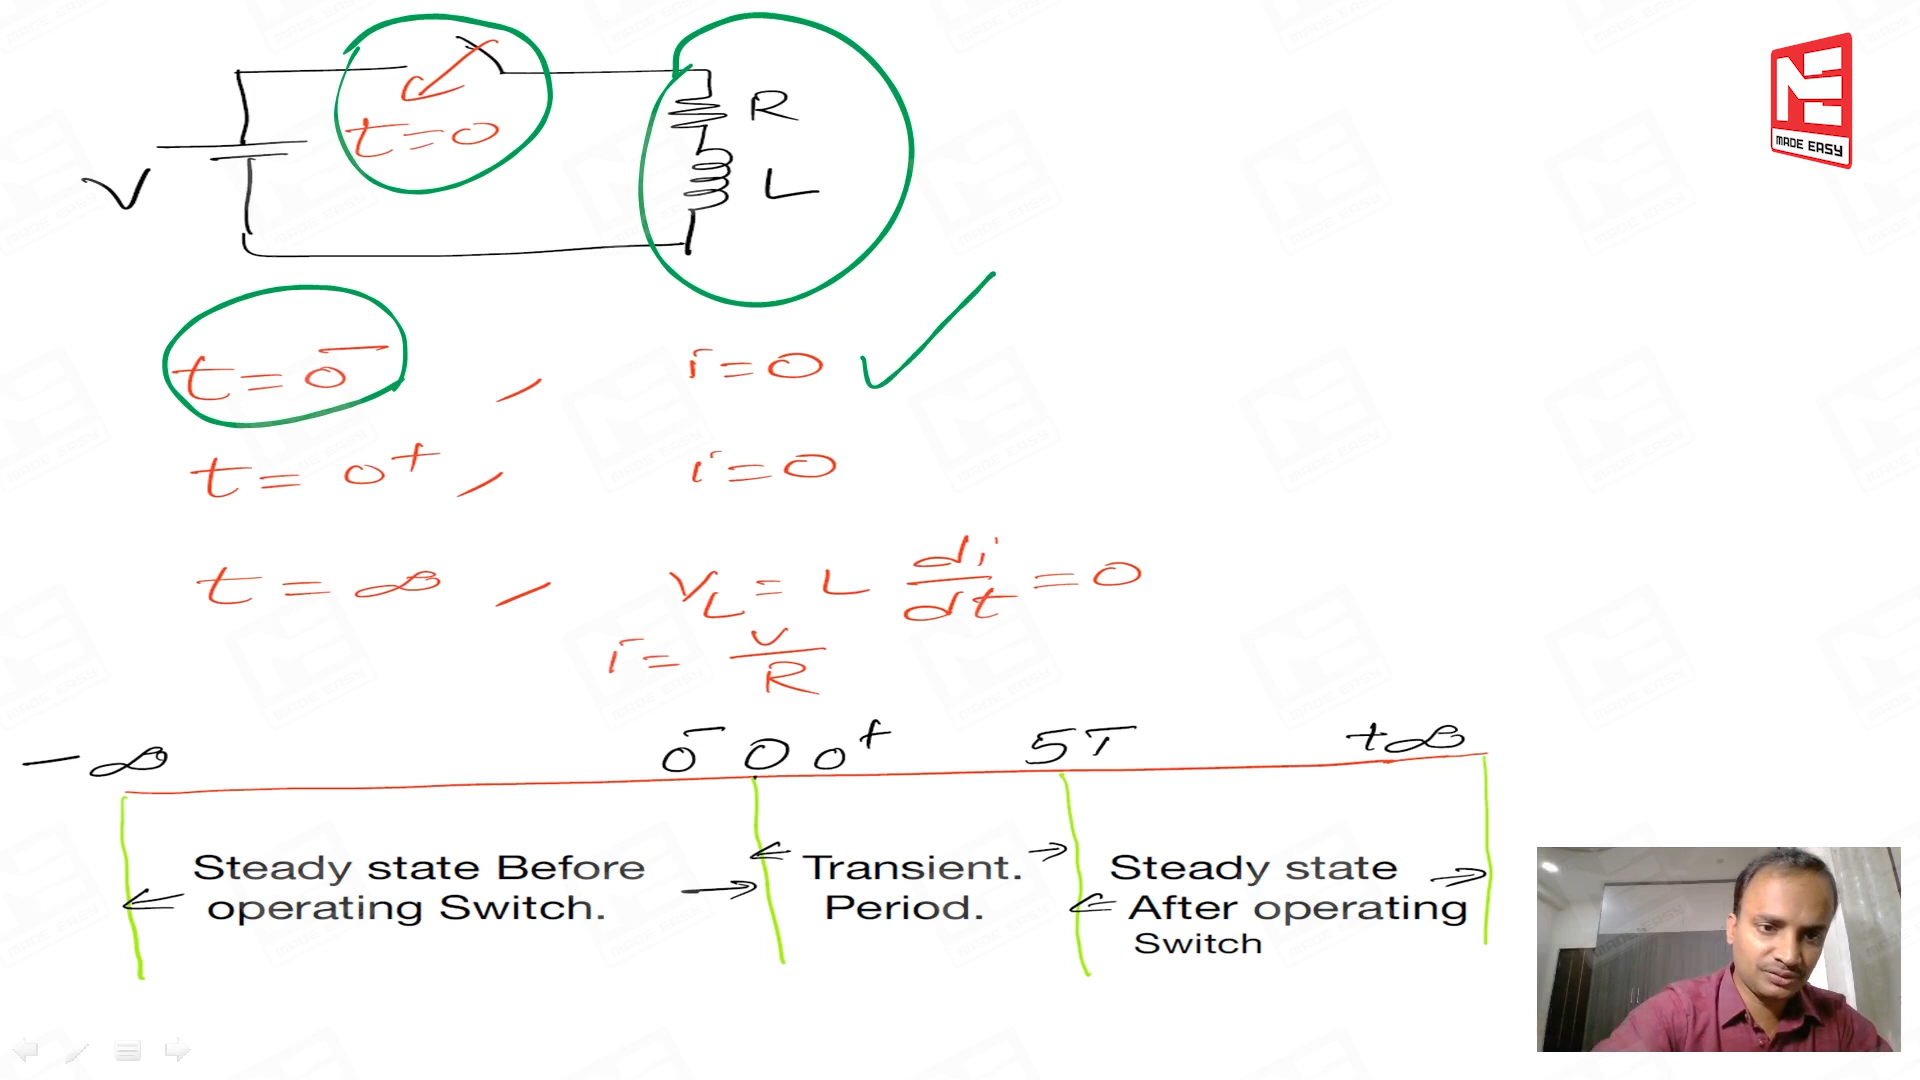 t=0
R
L
V
MADE EASY
t=0⁻, i=0
t=0⁺, i=0
t=∞, V_L = L di/dt = 0
i = V/R
-∞ 0⁻ 0 0⁺ 5T +∞
Steady state Before
operating Switch.
Transient.
Period.
Steady state
After operating
Switch